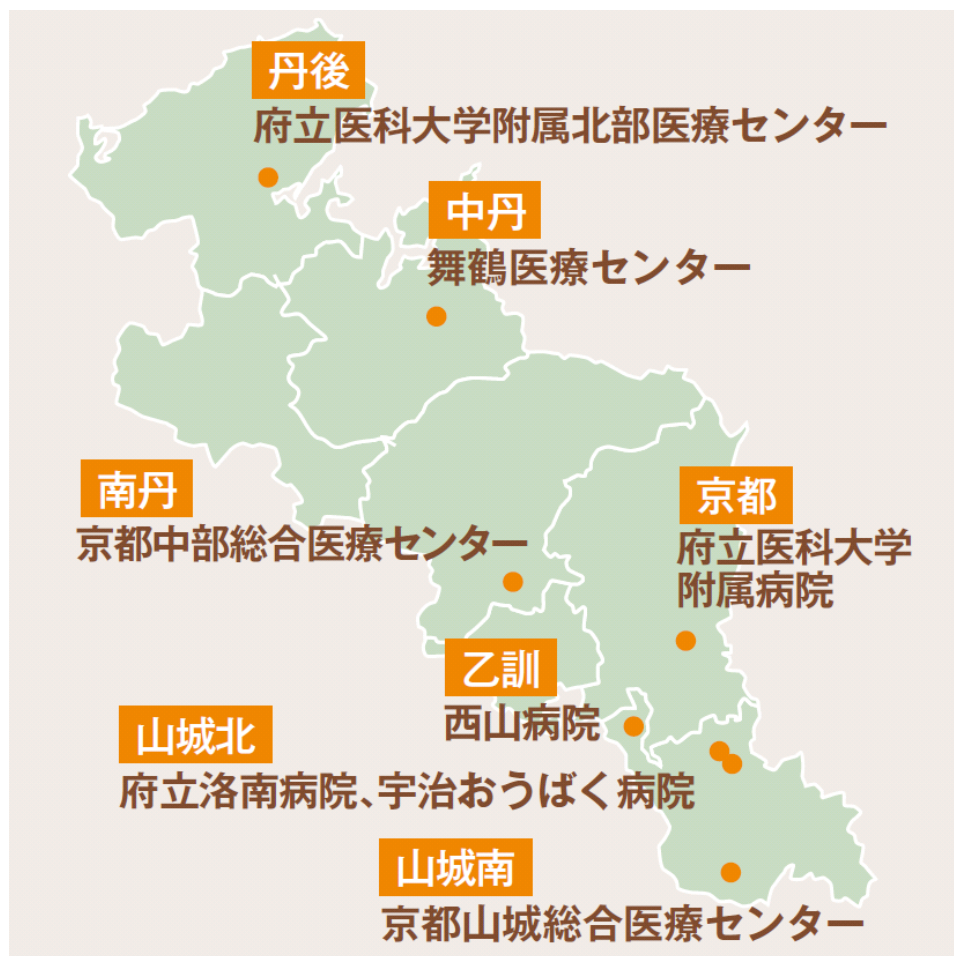 丹後
府立医科大学附属北部医療センター
中丹
舞鶴医療センター
南丹
京都中部総合医療センター
京都
府立医科大学
附属病院
乙訓
西山病院
山城北
府立洛南病院、宇治おうばく病院
山城南
京都山城総合医療センター